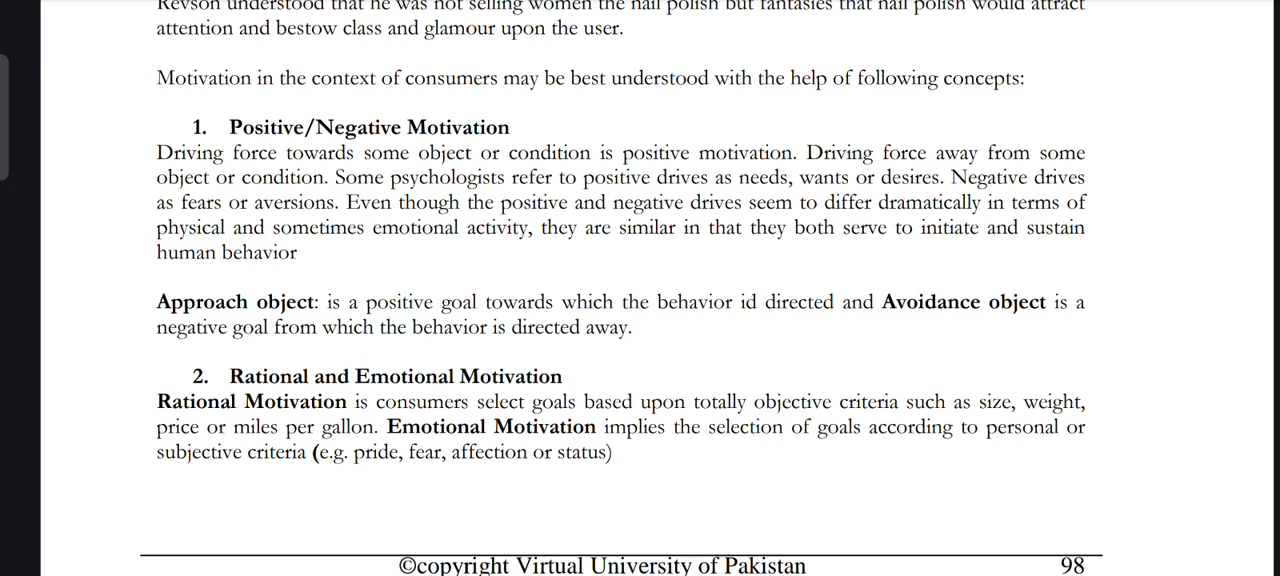 Revson understood that he was not selling women the nail polish but fantasies that nail polish would attract
attention and bestow class and glamour upon the user.
Motivation in the context of consumers may be best understood with the help of following concepts:
1. Positive/Negative Motivation
Driving force towards some object or condition is positive motivation. Driving force away from some
object or condition. Some psychologists refer to positive drives as needs, wants or desires. Negative drives
as fears or aversions. Even though the positive and negative drives seem to differ dramatically in terms of
physical and sometimes emotional activity, they are similar in that they both serve to initiate and sustain
human behavior
Approach object: is a positive goal towards which the behavior id directed and Avoidance object is a
negative goal from which the behavior is directed away.
2. Rational and Emotional Motivation
Rational Motivation is consumers select goals based upon totally objective criteria such as size, weight,
price or miles per gallon. Emotional Motivation implies the selection of goals according to personal or
subjective criteria (e.g. pride, fear, affection or status)
©copyright Virtual University of Pakistan 98